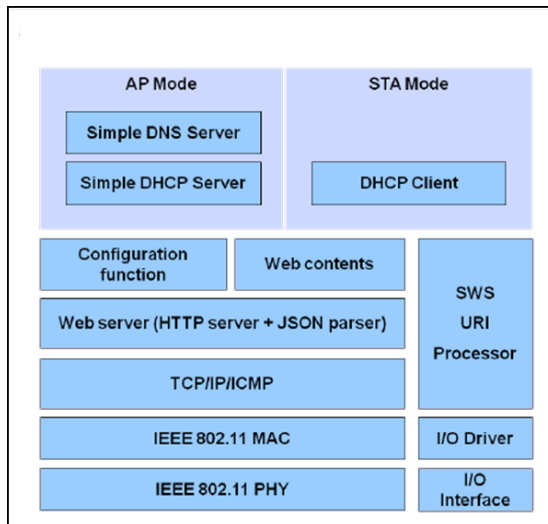 AP Mode
STA Mode
Simple DNS Server
Simple DHCP Server
DHCP Client
Configuration
function
Web contents
SWS
URI
Processor
Web server (HTTP server + JSON parser)
TCP/IP/ICMP
IEEE 802.11 MAC
I/O Driver
IEEE 802.11 PHY
I/O
Interface